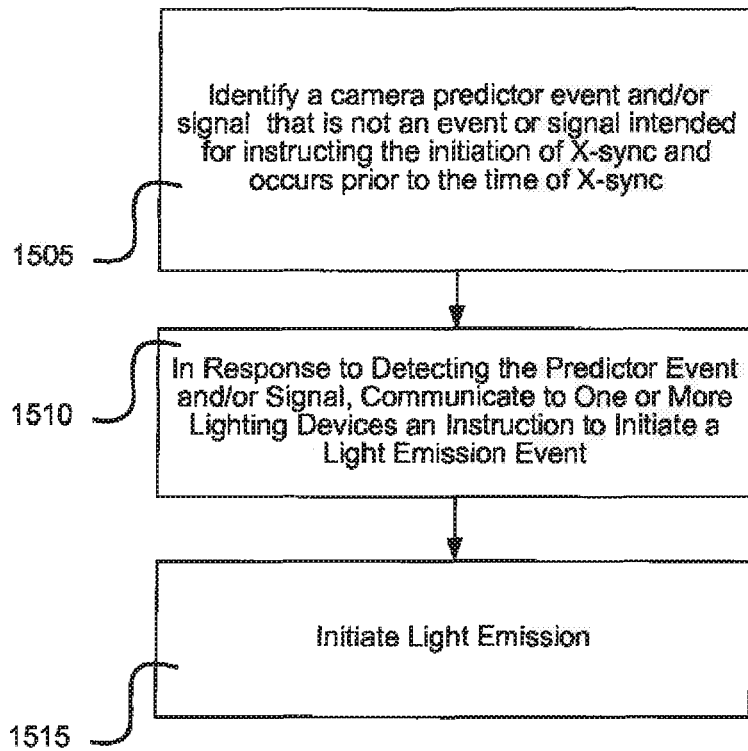 Identify a camera predictor event and/or
signal that is not an event or signal intended
for instructing the initiation of X-sync and
occurs prior to the time of X-sync
1505
In Response to Detecting the Predictor Event
and/or Signal, Communicate to One or More
Lighting Devices an Instruction to Initiate a
Light Emission Event
1510
Initiate Light Emission
1515